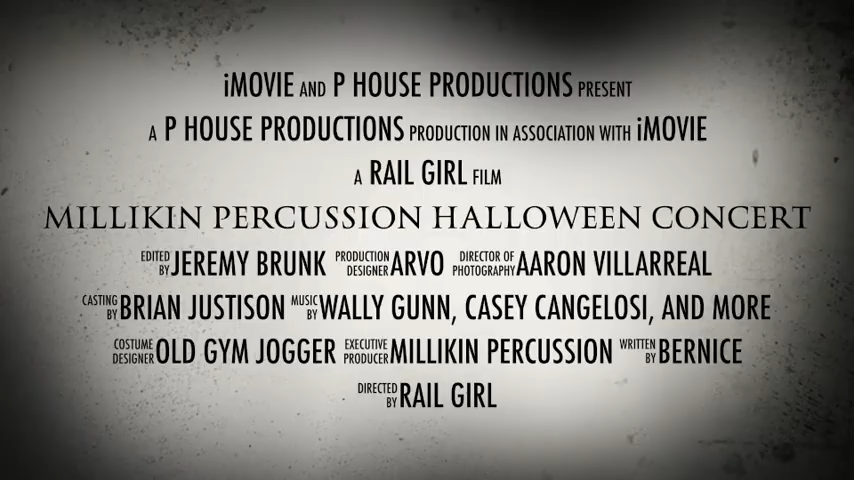 iMOVIE AND P HOUSE PRODUCTIONS PRESENT
A P HOUSE PRODUCTIONS PRODUCTION IN ASSOCIATION WITH iMOVIE
A RAIL GIRL FILM
MILLIKIN PERCUSSION HALLOWEEN CONCERT
EDITED BY JEREMY BRUNK PRODUCTION DESIGNER ARVO DIRECTOR OF PHOTOGRAPHY AARON VILLARREAL
CASTING BY BRIAN JUSTISON MUSIC BY WALLY GUNN, CASEY CANGELOSI, AND MORE
COSTUME DESIGNER OLD GYM JOGGER EXECUTIVE PRODUCER MILLIKIN PERCUSSION WRITTEN BY BERNICE
DIRECTED BY RAIL GIRL